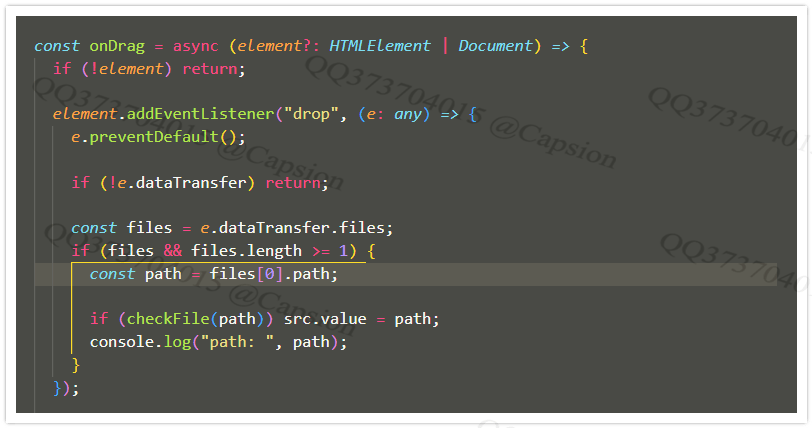 const onDrag = async (element?: HTMLElement | Document) => {
if (!element) return;
element.addEventListener("drop", (e: any) => {
e.preventDefault();
if (!e.dataTransfer) return;
const files = e.dataTransfer.files;
if (files && files.length >= 1) {
const path = files[0].path;
if (checkFile(path)) src.value = path;
console.log("path: ", path);
}
});
QQ373704015 @Capsion
QQ373704015 @Capsion
QQ37370401
QQ373704015 @Capsion
QQ37370401